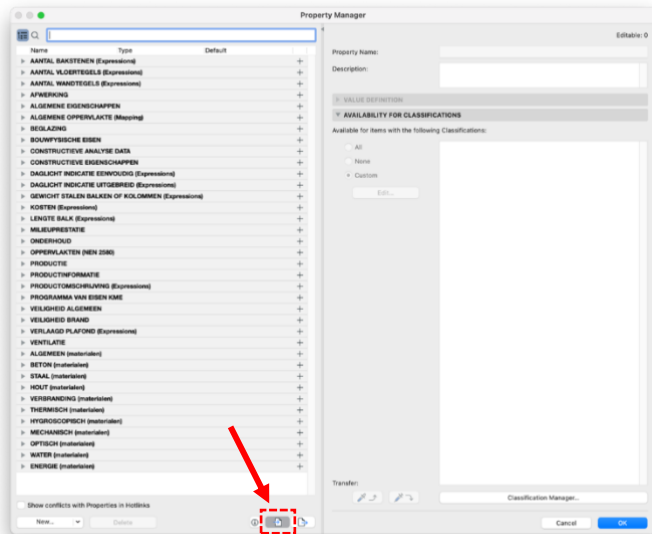 Property Manager
Editable: 0
Name Type Default
AANTAL BAKSTENEN (Expressions)
AANTAL VLOERTEGELS (Expressions)
AANTAL WANDTEGELS (Expressions)
AFWERKING
ALGEMENE EIGENSCHAPPEN
ALGEMENE OPPERVLAKTE (Mapping)
BEGLAZING
BOUWFYSISCHE EISEN
CONSTRUCTIEVE ANALYSE DATA
CONSTRUCTIEVE EIGENSCHAPPEN
DAGLICHT INDICATIE EENVOUDIG (Expressions)
DAGLICHT INDICATIE UITGEBREID (Expressions)
GEWICHT STALEN BALKEN OF KOLOMMEN (Expressions)
KOSTEN (Expressions)
LENGTE BALK (Expressions)
MILIEUPRESTATIE
ONDERHOUD
OPPERVLAKTEN (NEN 2580)
PRODUCTIE
PRODUCTINFORMATIE
PRODUCTOMSCHRIJVING (Expressions)
PROGRAMMA VAN EISEN KME
VEILIGHEID ALGEMEEN
VEILIGHEID BRAND
VERLAAGD PLAFOND (Expressions)
VENTILATIE
ALGEMEEN (materialen)
BETON (materialen)
STAAL (materialen)
HOUT (materialen)
VERBRANDING (materialen)
THERMISCH (materialen)
HYGROSCOPISCH (materialen)
MECHANISCH (materialen)
OPTISCH (materialen)
WATER (materialen)
ENERGIE (materialen)
Show conflicts with Properties in Hotlinks
New... Delete
Property Name:
Description:
VALUE DEFINITION
AVAILABILITY FOR CLASSIFICATIONS
Available for items with the following Classifications:
All
None
Custom
Edit...
Transfer:
Classification Manager...
Cancel OK